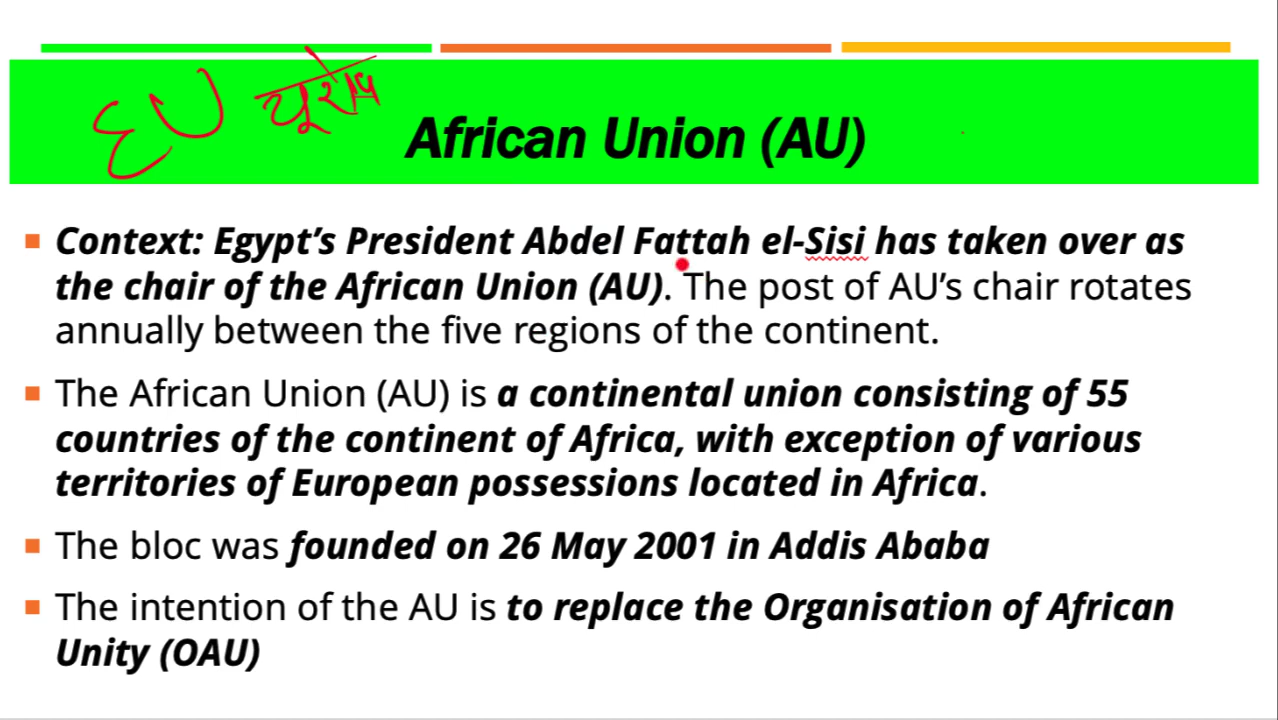 EU यूरोप
African Union (AU)
Context: Egypt’s President Abdel Fattah el-Sisi has taken over as
the chair of the African Union (AU). The post of AU’s chair rotates
annually between the five regions of the continent.
The African Union (AU) is a continental union consisting of 55
countries of the continent of Africa, with exception of various
territories of European possessions located in Africa.
The bloc was founded on 26 May 2001 in Addis Ababa
The intention of the AU is to replace the Organisation of African
Unity (OAU)